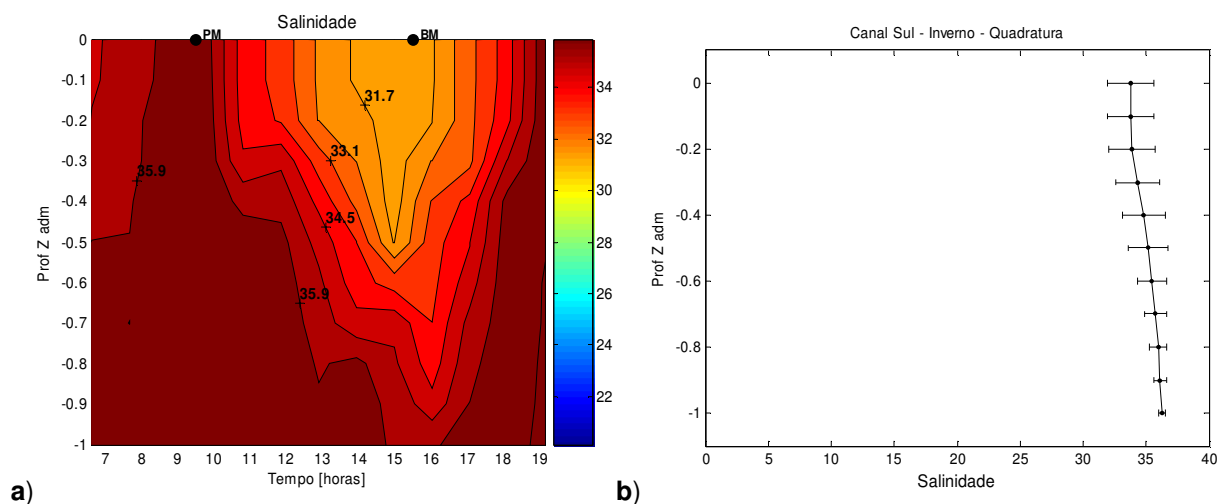 Salinidade
PM
BM
0
-0.1
-0.2
-0.3
-0.4
-0.5
-0.6
-0.7
-0.8
-0.9
-1
Prof Z adm
31.7
33.1
35.9
34.5
35.9
7 8 9 10 11 12 13 14 15 16 17 18 19
Tempo [horas]
34
32
30
28
26
24
22
a)
Canal Sul - Inverno - Quadratura
0
-0.2
-0.4
-0.6
-0.8
-1
Prof Z adm
0 5 10 15 20 25 30 35 40
Salinidade
b)